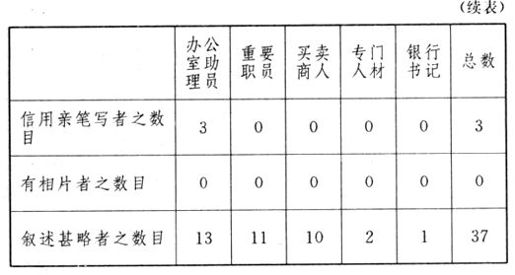 (续表)
办公室助理员 重要职员 买卖商人 专门人材 银行书记 总数
信用亲笔写者之数目 3 0 0 0 0 3
有相片者之数目 0 0 0 0 0 0
叙述甚略者之数目 13 11 10 2 1 37